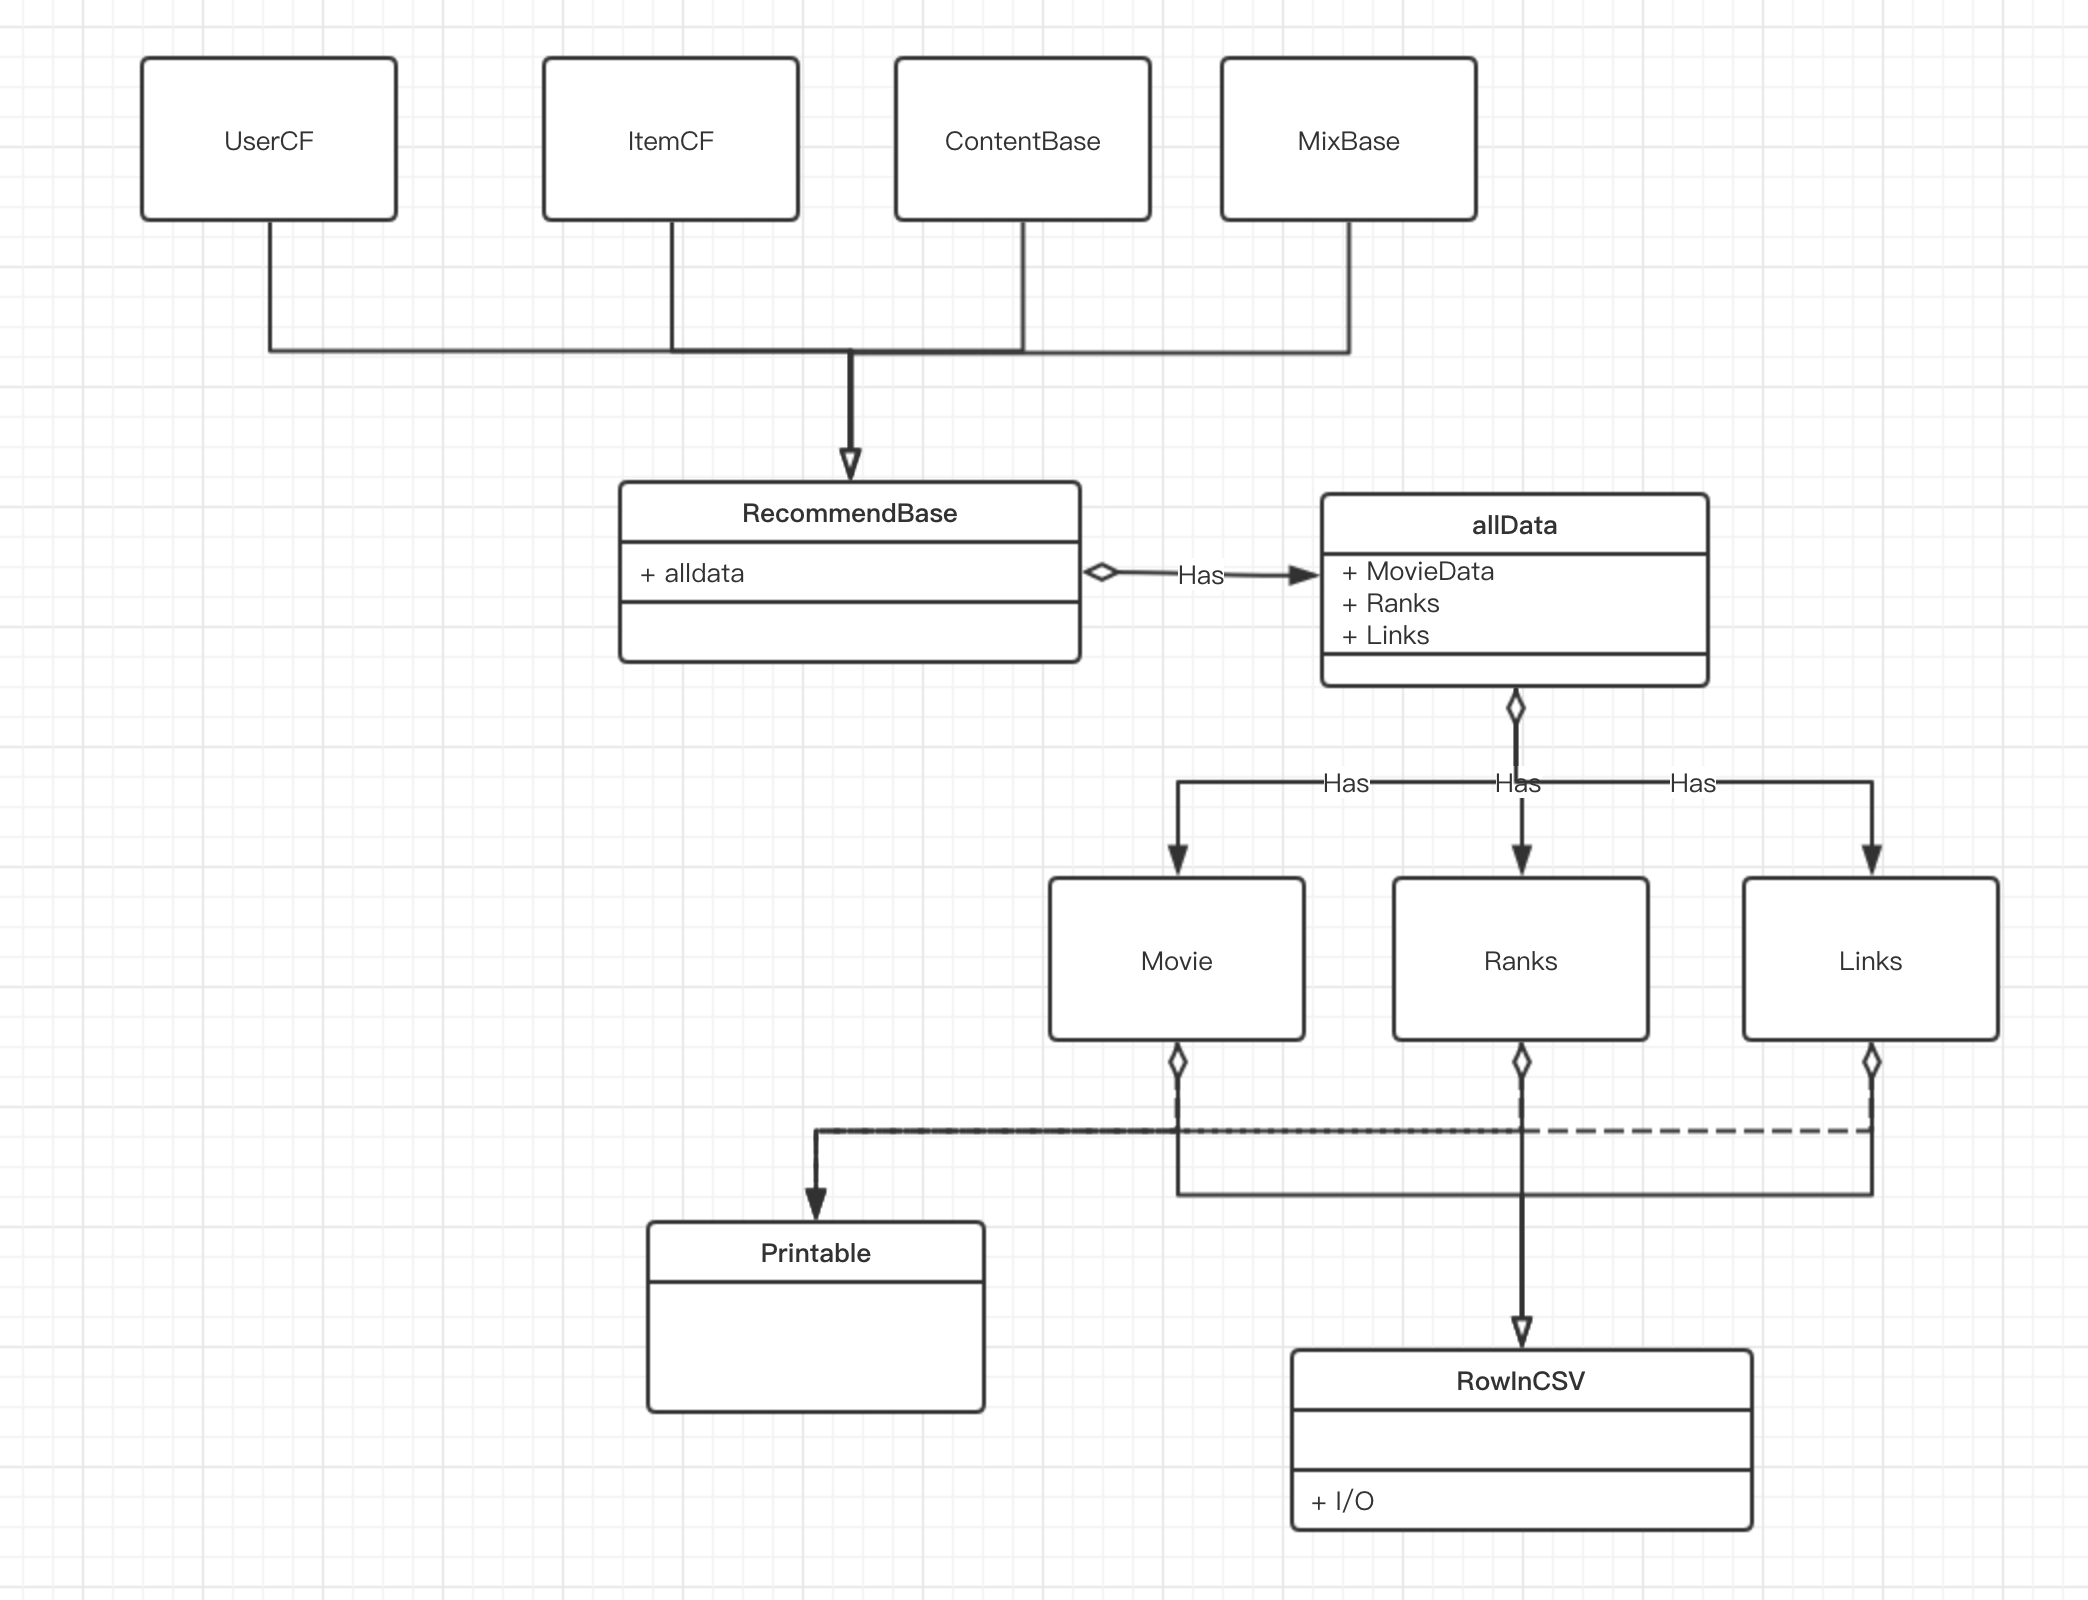 UserCF
ItemCF
ContentBase
MixBase
RecommendBase
+ alldata
Has
allData
+ MovieData
+ Ranks
+ Links
Has
Has
Has
Movie
Ranks
Links
Printable
RowInCSV
+ I/O